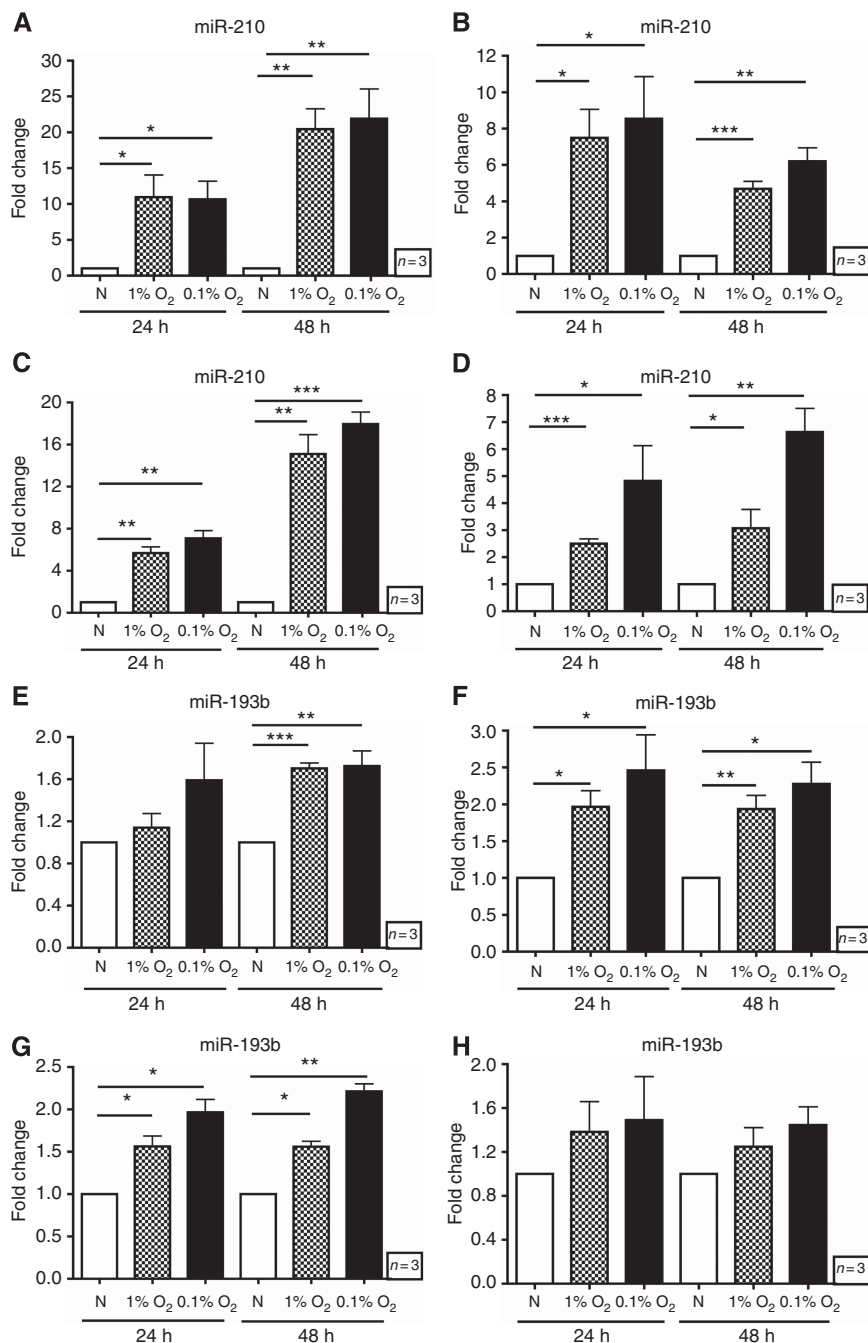 A
miR-210
Fold change
30
25
20
15
10
5
0
*
*
**
**
N 1% O2 0.1% O2 N 1% O2 0.1% O2
24 h 48 h
n=3
B
miR-210
Fold change
12
10
8
6
4
2
0
*
*
***
**
N 1% O2 0.1% O2 N 1% O2 0.1% O2
24 h 48 h
n=3
C
miR-210
Fold change
20
16
12
8
4
0
**
**
**
***
N 1% O2 0.1% O2 N 1% O2 0.1% O2
24 h 48 h
n=3
D
miR-210
Fold change
8
7
6
5
4
3
2
1
0
***
*
*
**
N 1% O2 0.1% O2 N 1% O2 0.1% O2
24 h 48 h
n=3
E
miR-193b
Fold change
2.0
1.6
1.2
0.8
0.4
0.0
***
**
N 1% O2 0.1% O2 N 1% O2 0.1% O2
24 h 48 h
n=3
F
miR-193b
Fold change
3.0
2.5
2.0
1.5
1.0
0.5
0.0
*
*
**
*
N 1% O2 0.1% O2 N 1% O2 0.1% O2
24 h 48 h
n=3
G
miR-193b
Fold change
2.5
2.0
1.5
1.0
0.5
0.0
*
*
*
**
N 1% O2 0.1% O2 N 1% O2 0.1% O2
24 h 48 h
n=3
H
miR-193b
Fold change
2.0
1.6
1.2
0.8
0.4
0.0
N 1% O2 0.1% O2 N 1% O2 0.1% O2
24 h 48 h
n=3